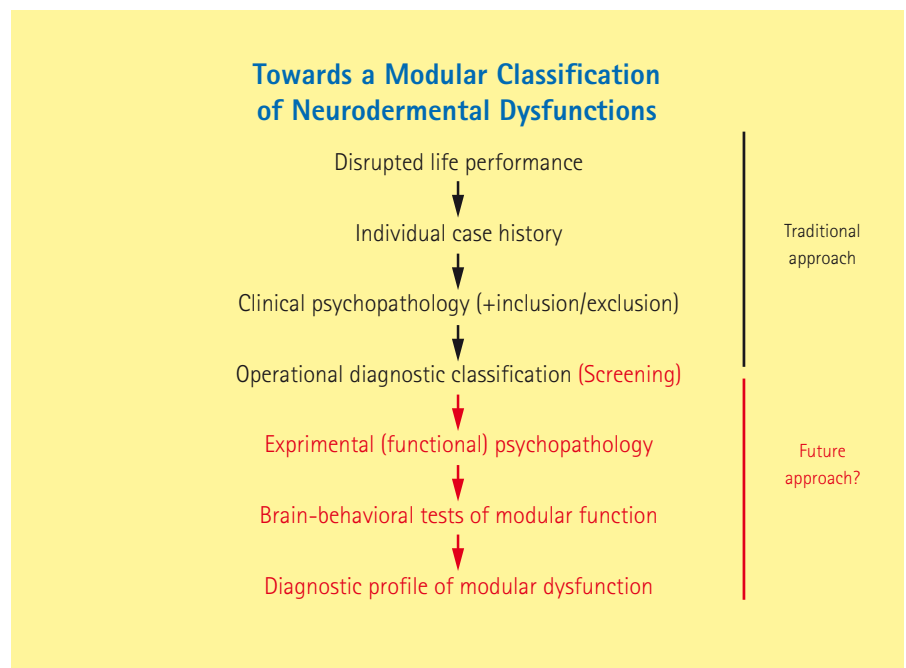 Towards a Modular Classification
of Neurodermental Dysfunctions
Disrupted life performance
Individual case history
Clinical psychopathology (+inclusion/exclusion)
Operational diagnostic classification (Screening)
Exprimental (functional) psychopathology
Brain-behavioral tests of modular function
Diagnostic profile of modular dysfunction
Traditional
approach
Future
approach?